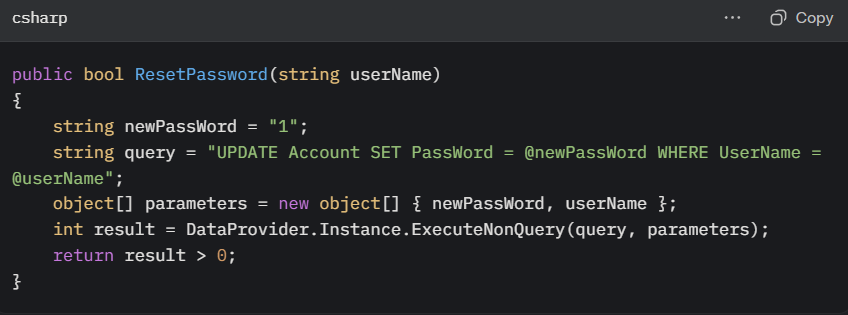 csharp
... Copy
public bool ResetPassword(string userName)
{
    string newPassWord = "1";
    string query = "UPDATE Account SET PassWord = @newPassWord WHERE UserName =
@userName";
    object[] parameters = new object[] { newPassWord, userName };
    int result = DataProvider.Instance.ExecuteNonQuery(query, parameters);
    return result > 0;
}